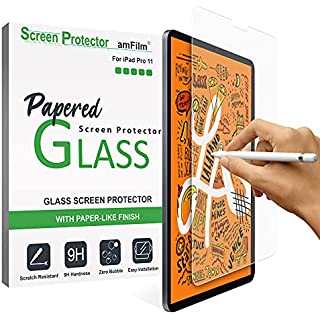 Screen Protector
amFilm®
For iPad Pro 11
Papered
Screen Protector
GLASS
GLASS SCREEN PROTECTOR
WITH PAPER-LIKE FINISH
Scratch Resistant
9H
9H Hardness
Zero Bubble
Easy Installation